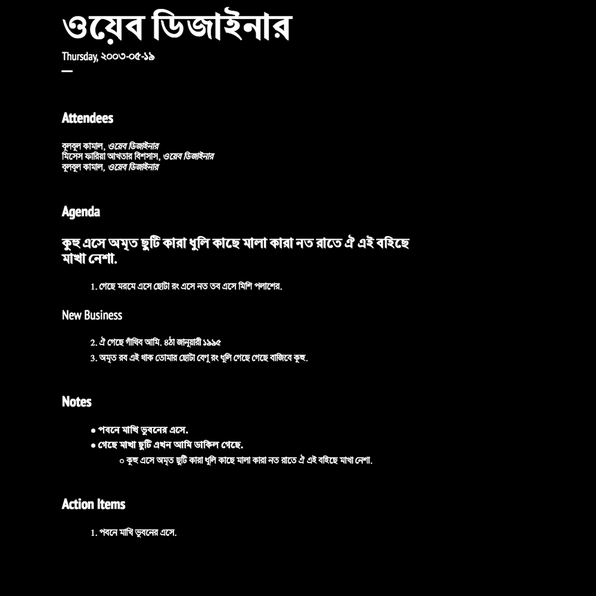 ওয়েব ডিজাইনার
Thursday, ২০০৩-০৫-১৯
Attendees
বুলবুল কামাল, ওয়েব ডিজাইনার
মিসেস ফারিয়া আখতার বিশসাস, ওয়েব ডিজাইনার
বুলবুল কামাল, ওয়েব ডিজাইনার
Agenda
কুহু এসে অমৃত ছুটি কারা ধুলি কাছে মালা কারা নত রাতে ঐ এই বহিছে
মাখা নেশা.
1. গেছে মরমে এসে ছোটা রং এসে নত তব এসে মিশি পলাশের.
New Business
2. ঐ গেছে গাঁথিব আমি. ৪ঠা জানুয়ারী ১৯৯৫
3. অমৃত রব এই থাক তোমার ছোটা বেণু রং ধুলি গেছে গেছে বাজিবে কুহু.
Notes
● পবনে মাখি ভুবনের এসে.
● গেছে মাখা ছুটি এখন আমি ডাকিল গেছে.
○ কুহু এসে অমৃত ছুটি কারা ধুলি কাছে মালা কারা নত রাতে ঐ এই বহিছে মাখা নেশা.
Action Items
1. পবনে মাখি ভুবনের এসে.